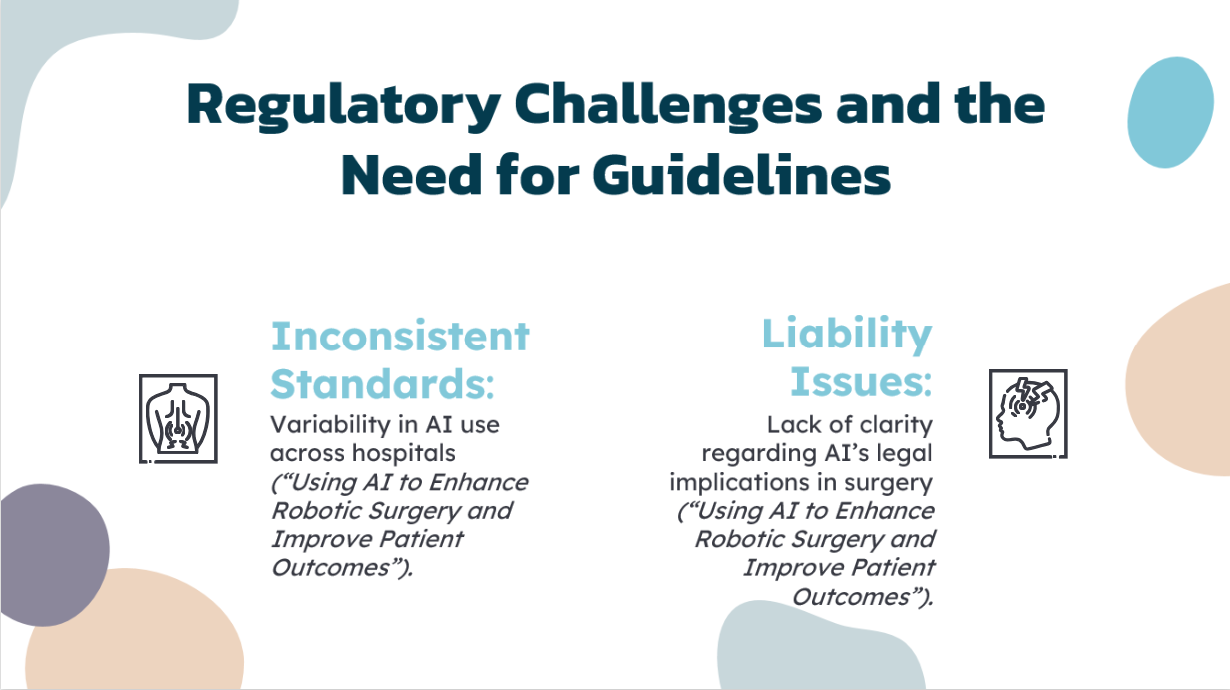 Regulatory Challenges and the
Need for Guidelines
Inconsistent
Standards:
Variability in AI use
across hospitals
(“Using AI to Enhance
Robotic Surgery and
Improve Patient
Outcomes”).
Liability
Issues:
Lack of clarity
regarding AI’s legal
implications in surgery
(“Using AI to Enhance
Robotic Surgery and
Improve Patient
Outcomes”).